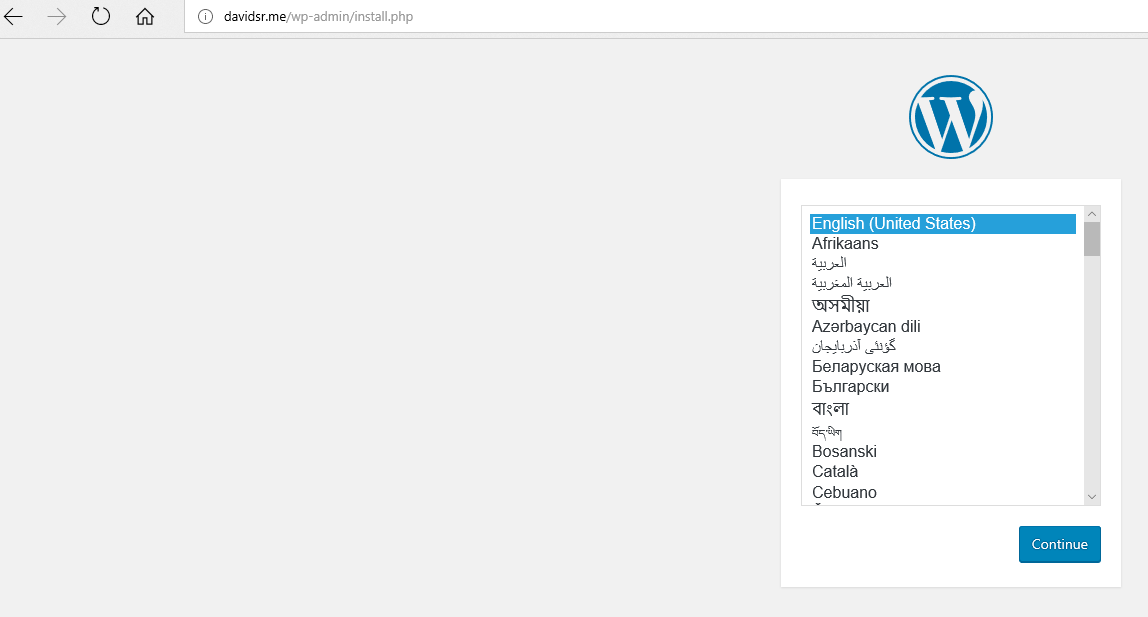 davidsr.me/wp-admin/install.php
English (United States)
Afrikaans
العربية
العربية المغربية
অসমীয়া
Azərbaycan dili
گؤنئی آذربایجان
Беларуская мова
Български
বাংলা
བོད་ཡིག
Bosanski
Català
Cebuano
Continue